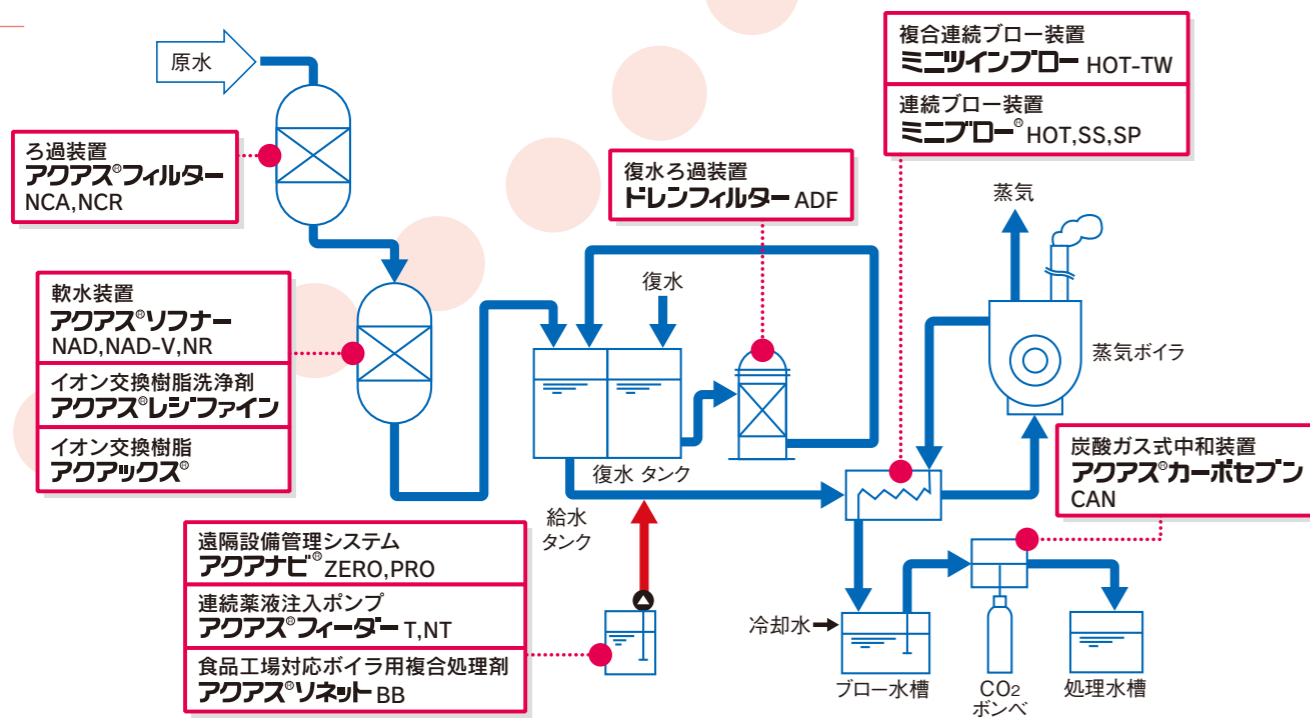 原水
ろ過装置
アクアス®フィルター
NCA,NCR
軟水装置
アクアス®ソフナー
NAD,NAD-V,NR
イオン交換樹脂洗浄剤
アクアス®レジファイン
イオン交換樹脂
アクアックス®
復水ろ過装置
ドレンフィルター ADF
複合連続ブロー装置
ミニツインブロー HOT-TW
連続ブロー装置
ミニブロー® HOT,SS,SP
復水
蒸気
蒸気ボイラ
復水 タンク
給水
タンク
炭酸ガス式中和装置
アクアス®カーボセブン
CAN
遠隔設備管理システム
アクアナビ® ZERO,PRO
連続薬液注入ポンプ
アクアス®フィーダー T,NT
食品工場対応ボイラ用複合処理剤
アクアス®ソネット BB
冷却水
ブロー水槽
CO2
ボンベ
処理水槽